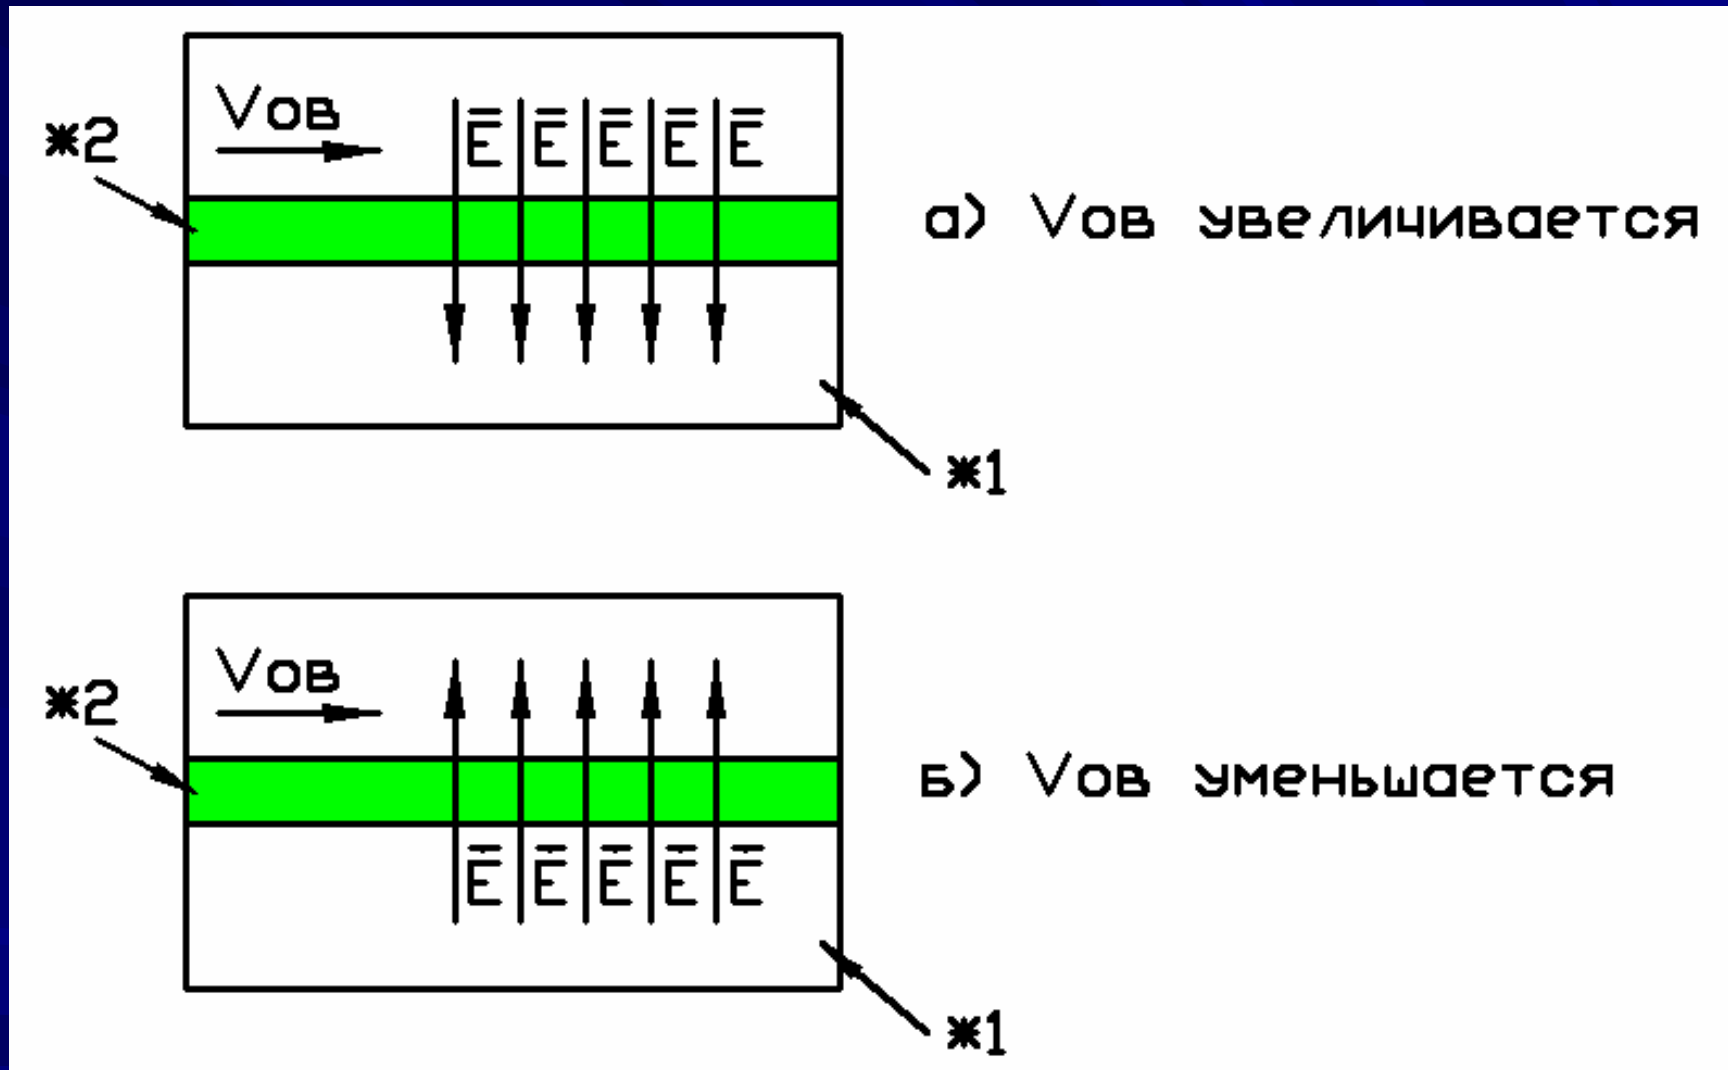 Vов
Ē Ē Ē Ē Ē
*2
а) Vов увеличивается
*1
Vов
*2
б) Vов уменьшается
Ē Ē Ē Ē Ē
*1